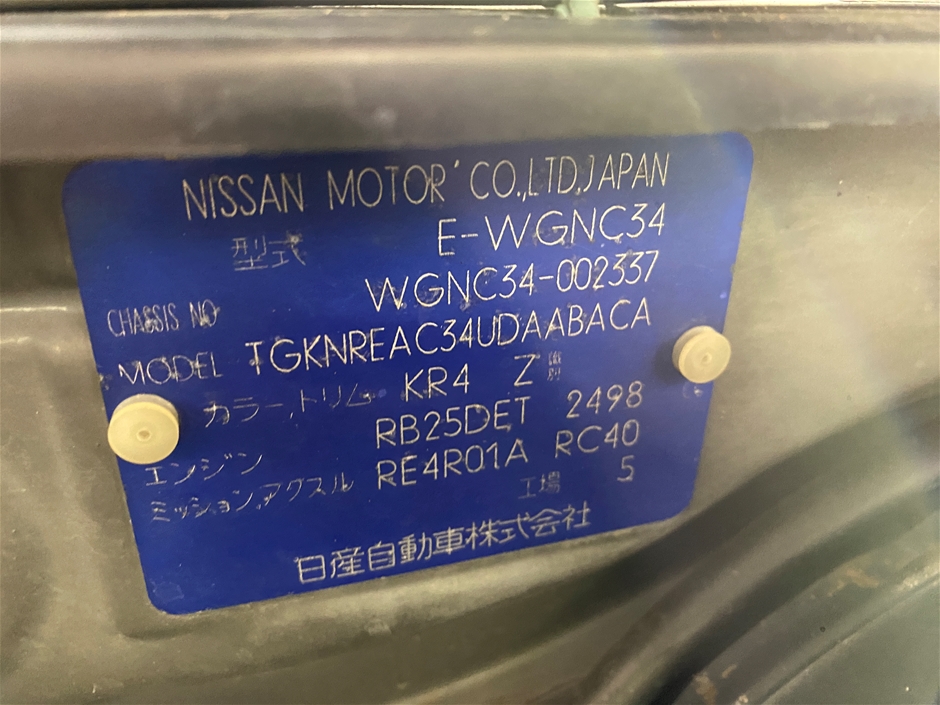 NISSAN MOTOR CO.,LTD.JAPAN
型式 E-WGNC34
CHASSIS NO WGNC34-002337
MODEL TGKNREAC34UDAABACA
カラー,トリム KR4 Z 識別
エンジン RB25DET 2498
ミッション,アクスル RE4R01A RC40
工場 5
日産自動車株式会社